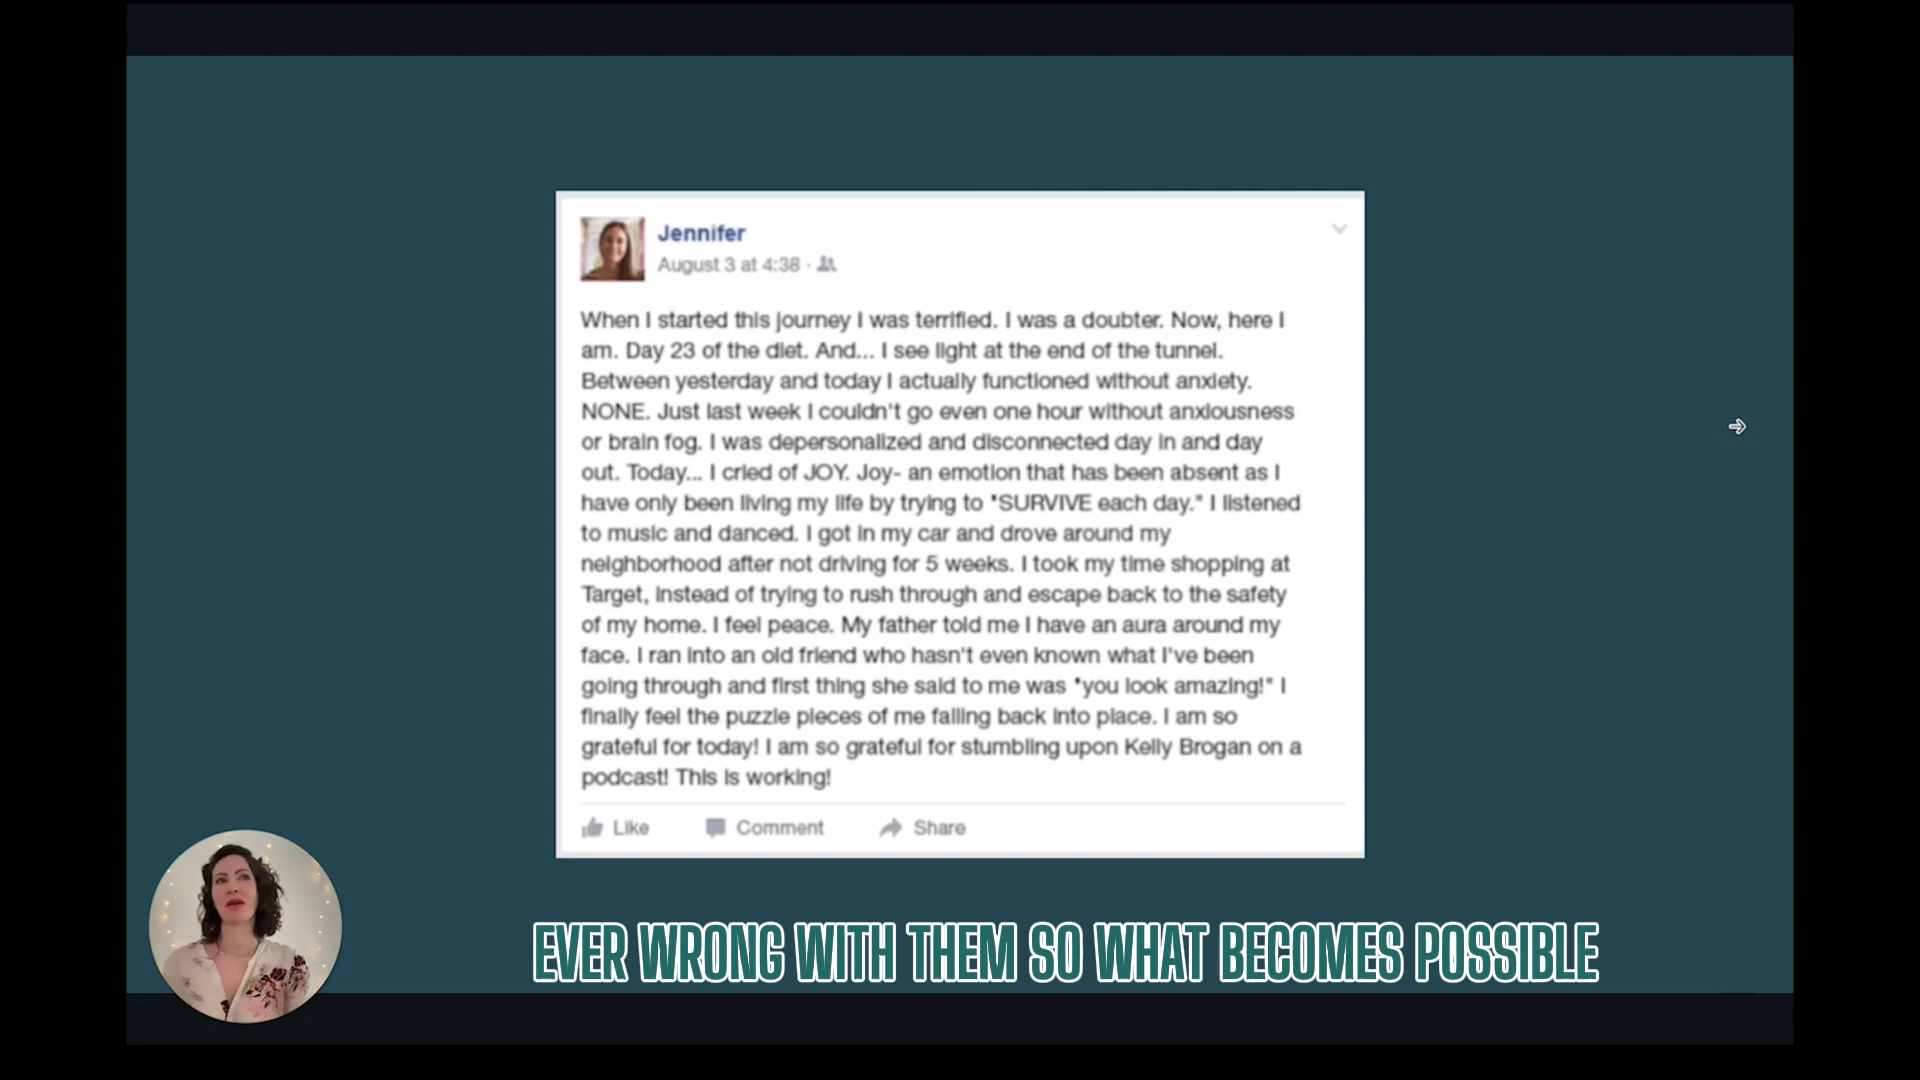 Jennifer
August 3 at 4:38 ·
When I started this journey I was terrified. I was a doubter. Now, here I
am. Day 23 of the diet. And... I see light at the end of the tunnel.
Between yesterday and today I actually functioned without anxiety.
NONE. Just last week I couldn't go even one hour without anxiousness
or brain fog. I was depersonalized and disconnected day in and day
out. Today... I cried of JOY. Joy- an emotion that has been absent as I
have only been living my life by trying to "SURVIVE each day." I listened
to music and danced. I got in my car and drove around my
neighborhood after not driving for 5 weeks. I took my time shopping at
Target, instead of trying to rush through and escape back to the safety
of my home. I feel peace. My father told me I have an aura around my
face. I ran into an old friend who hasn't even known what I've been
going through and first thing she said to me was "you look amazing!" I
finally feel the puzzle pieces of me falling back into place. I am so
grateful for today! I am so grateful for stumbling upon Kelly Brogan on a
podcast! This is working!
Like Comment Share
EVER WRONG WITH THEM SO WHAT BECOMES POSSIBLE